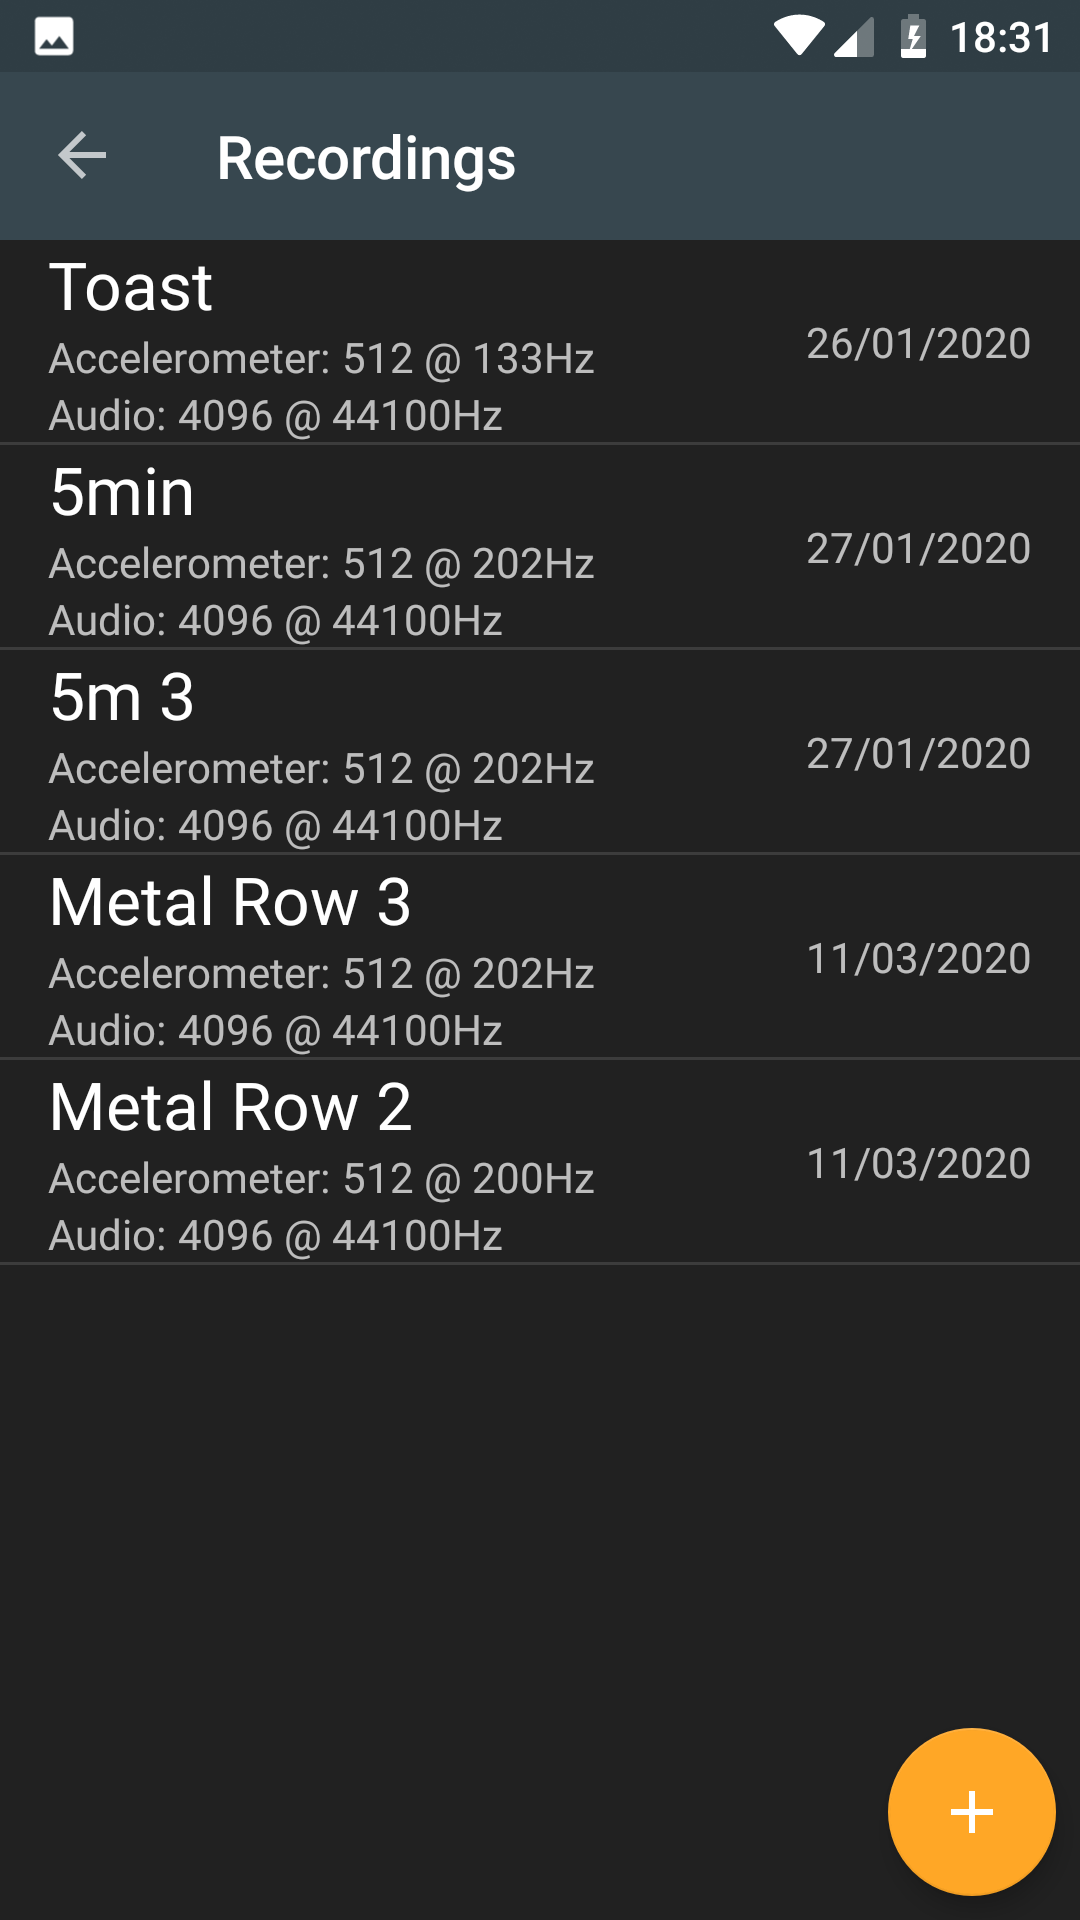 18:31
Recordings
Toast
Accelerometer: 512 @ 133Hz
26/01/2020
Audio: 4096 @ 44100Hz
5min
Accelerometer: 512 @ 202Hz
27/01/2020
Audio: 4096 @ 44100Hz
5m 3
Accelerometer: 512 @ 202Hz
27/01/2020
Audio: 4096 @ 44100Hz
Metal Row 3
Accelerometer: 512 @ 202Hz
11/03/2020
Audio: 4096 @ 44100Hz
Metal Row 2
Accelerometer: 512 @ 200Hz
11/03/2020
Audio: 4096 @ 44100Hz